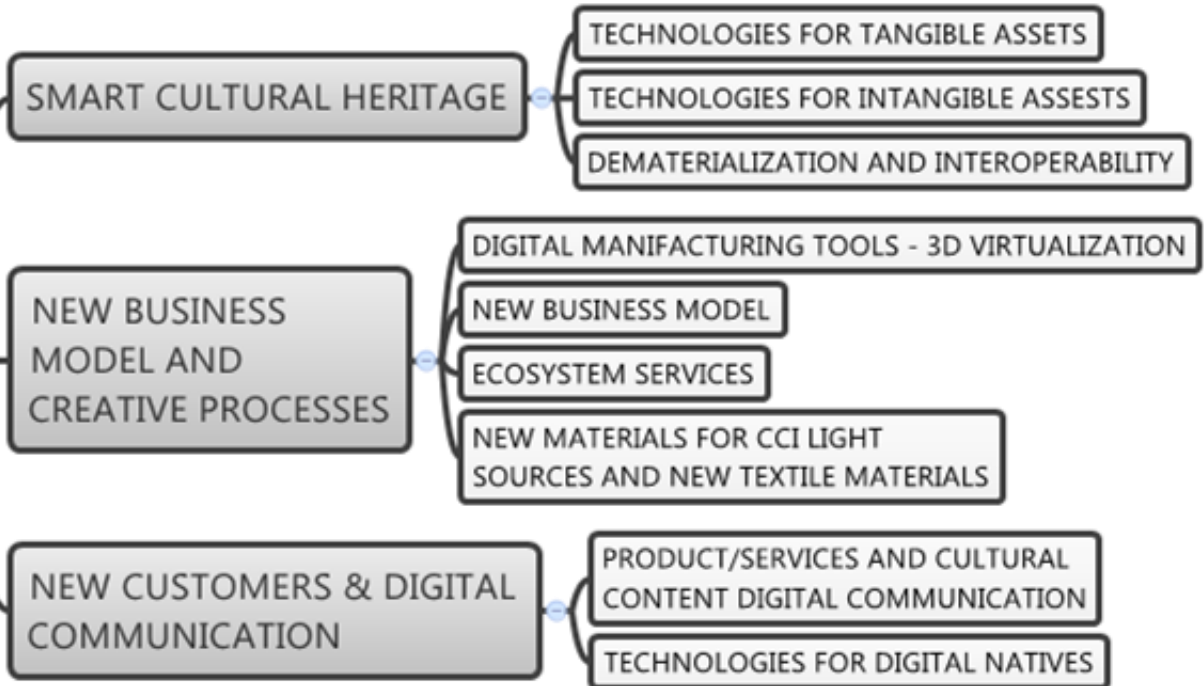 SMART CULTURAL HERITAGE
TECHNOLOGIES FOR TANGIBLE ASSETS
TECHNOLOGIES FOR INTANGIBLE ASSESTS
DEMATERIALIZATION AND INTEROPERABILITY
NEW BUSINESS
MODEL AND
CREATIVE PROCESSES
DIGITAL MANIFACTURING TOOLS - 3D VIRTUALIZATION
NEW BUSINESS MODEL
ECOSYSTEM SERVICES
NEW MATERIALS FOR CCI LIGHT
SOURCES AND NEW TEXTILE MATERIALS
NEW CUSTOMERS & DIGITAL
COMMUNICATION
PRODUCT/SERVICES AND CULTURAL
CONTENT DIGITAL COMMUNICATION
TECHNOLOGIES FOR DIGITAL NATIVES